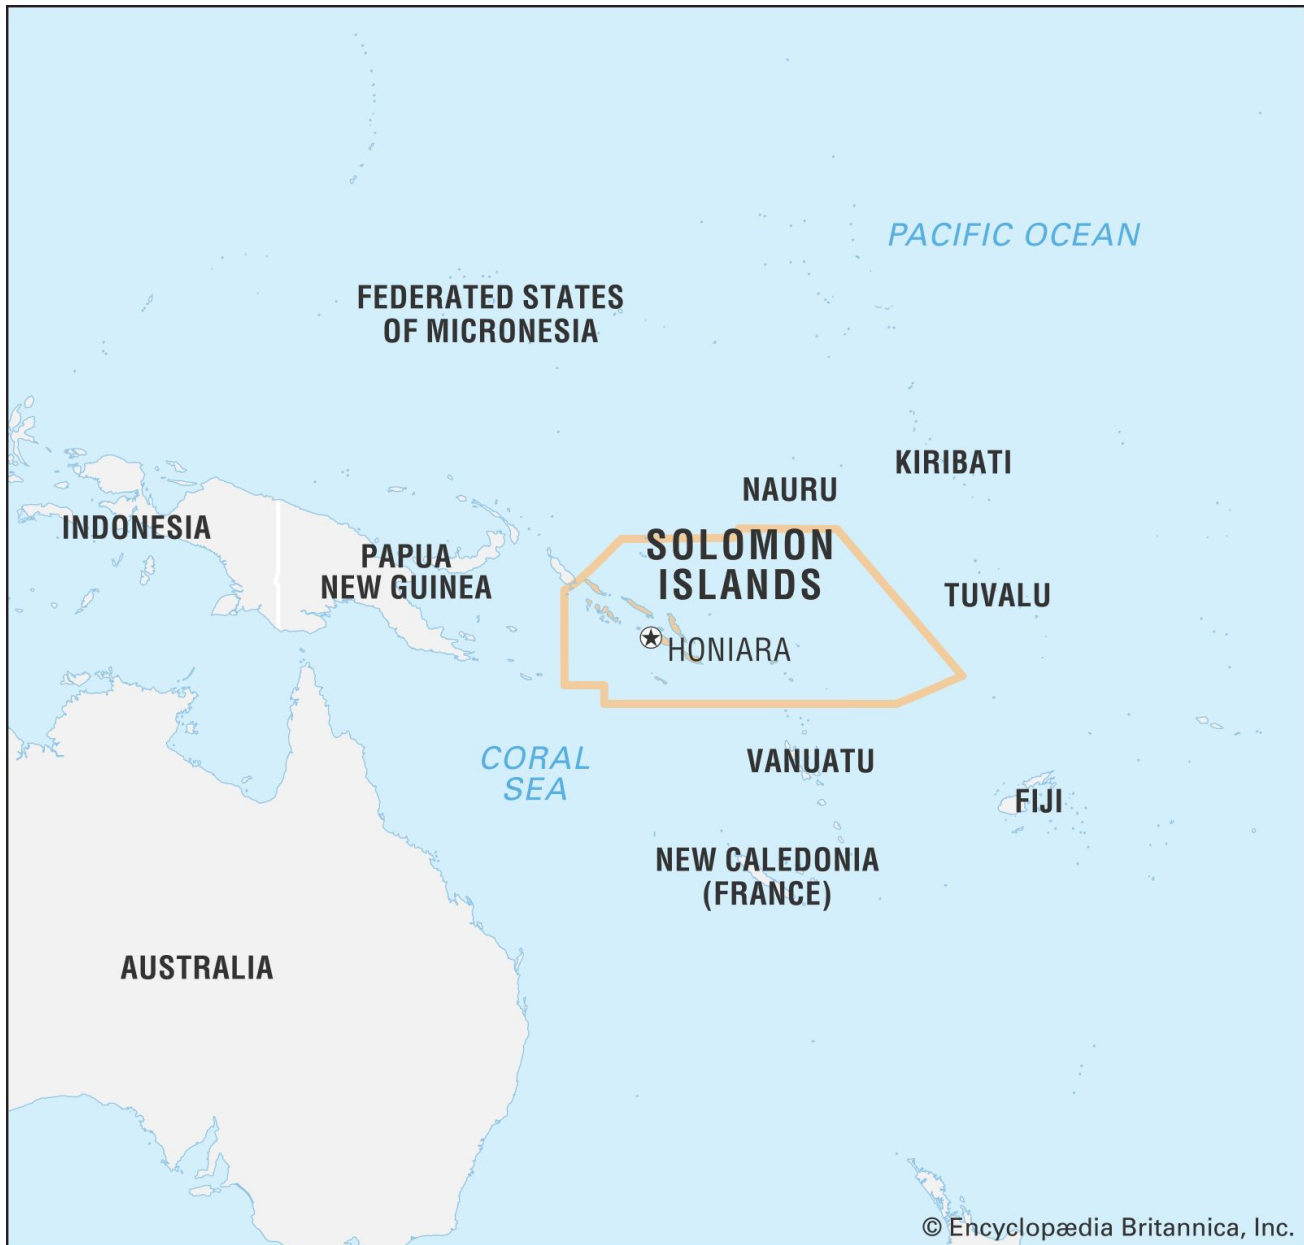 PACIFIC OCEAN
FEDERATED STATES
OF MICRONESIA
KIRIBATI
NAURU
INDONESIA
PAPUA
NEW GUINEA
SOLOMON
ISLANDS
TUVALU
HONIARA
CORAL
SEA
VANUATU
FIJI
NEW CALEDONIA
(FRANCE)
AUSTRALIA
© Encyclopædia Britannica, Inc.